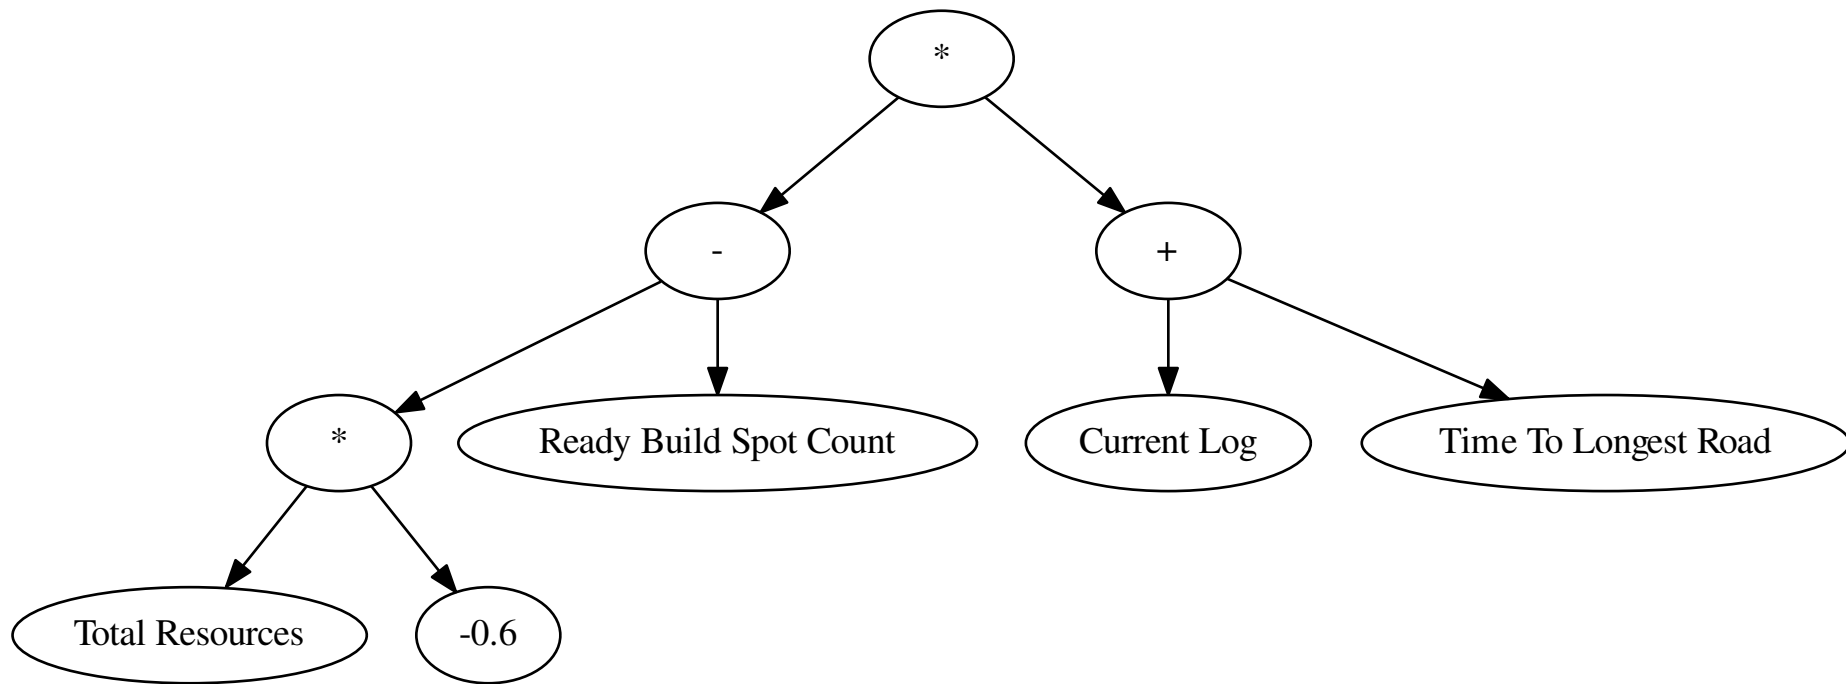 *
-
+
*
Ready Build Spot Count
Current Log
Time To Longest Road
Total Resources
-0.6